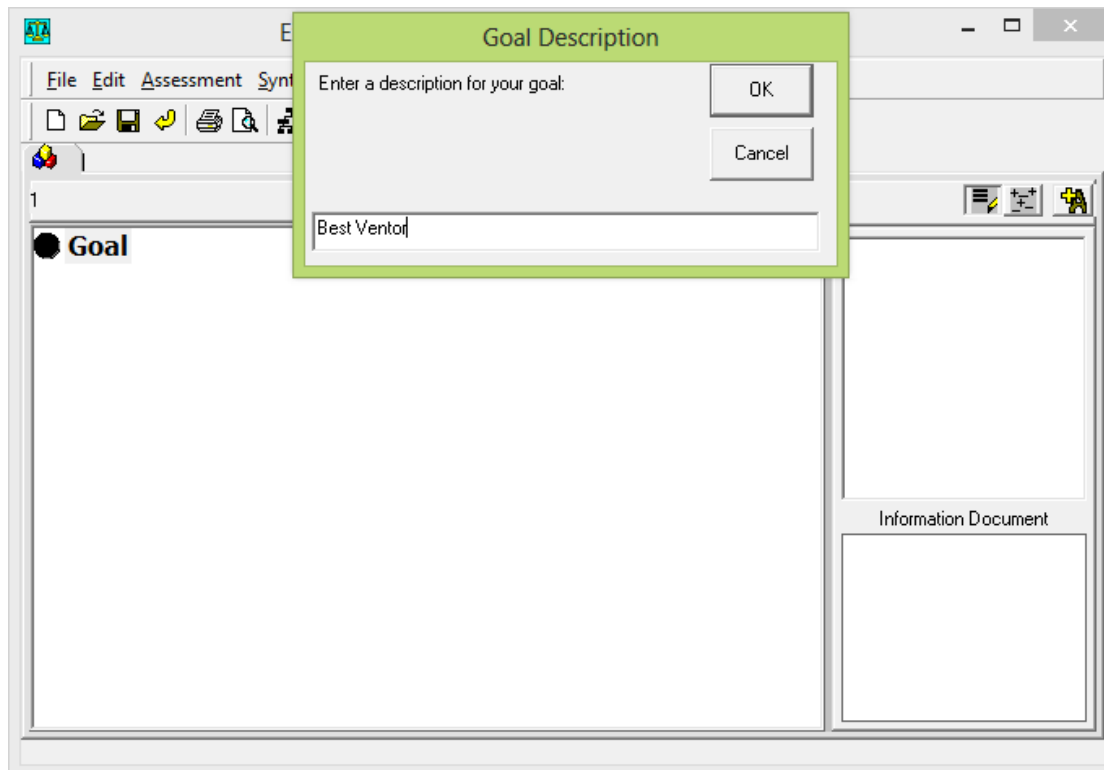 E
Goal Description
File Edit Assessment Synt
Enter a description for your goal:
OK
Cancel
1
Best Ventor
Goal
Information Document